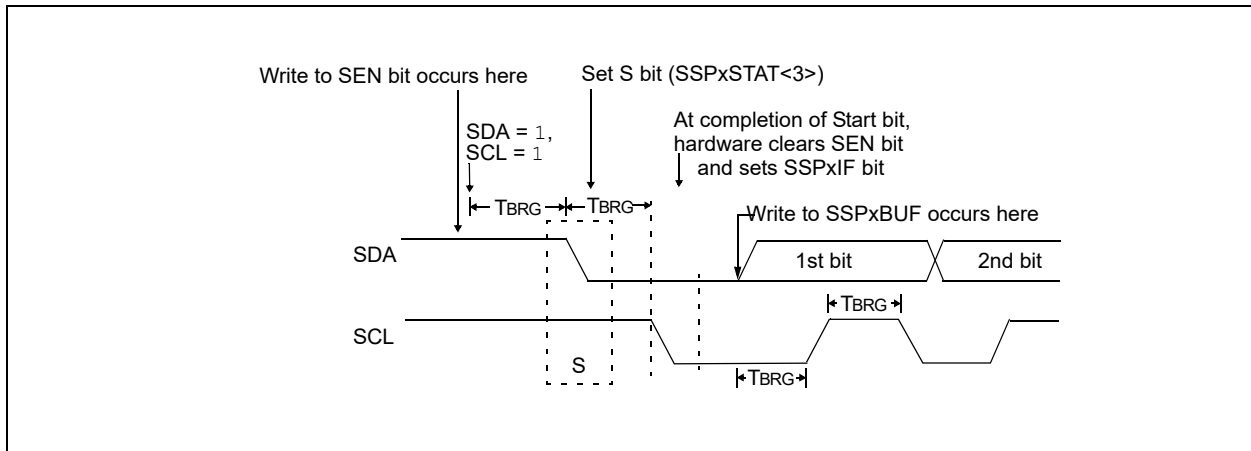 Write to SEN bit occurs here
Set S bit (SSPxSTAT<3>)
SDA = 1,
SCL = 1
At completion of Start bit,
hardware clears SEN bit
and sets SSPxIF bit
TBRG
TBRG
Write to SSPxBUF occurs here
SDA
1st bit
2nd bit
TBRG
SCL
S
TBRG